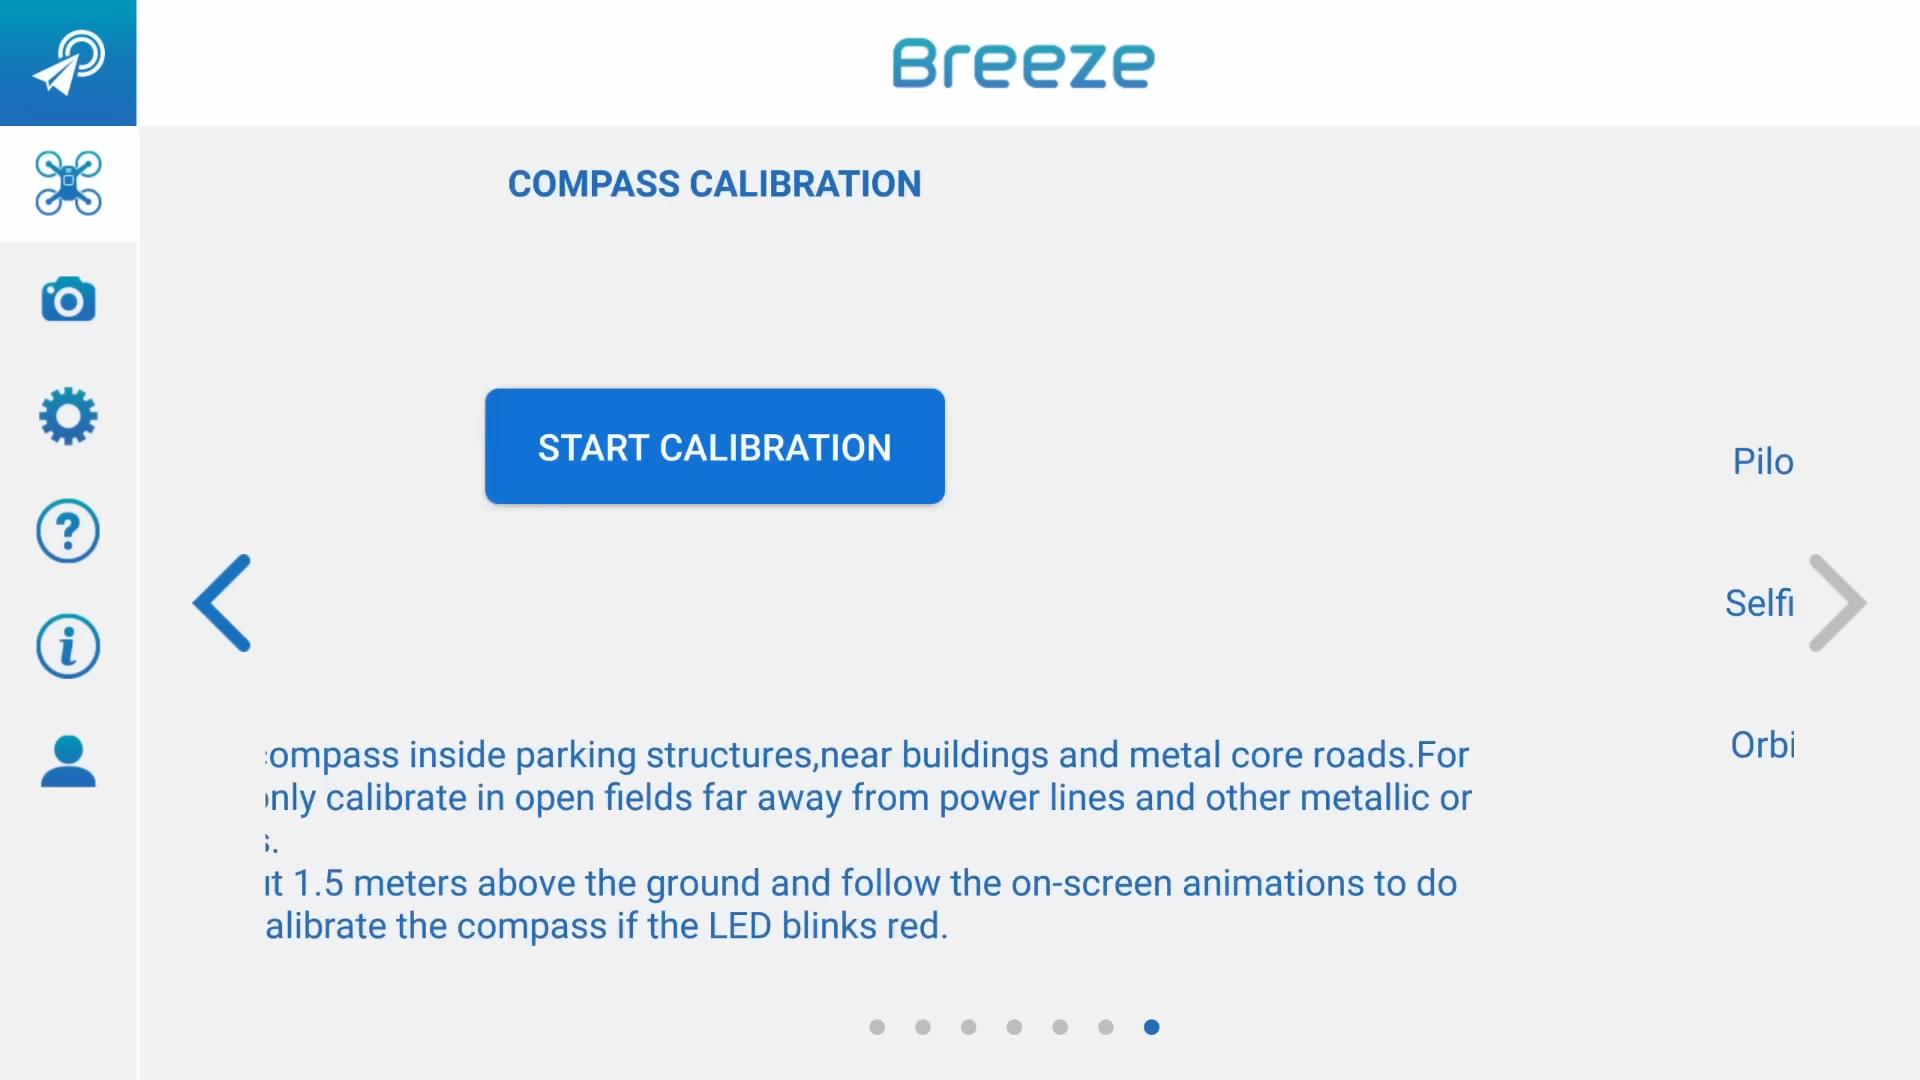 Breeze
COMPASS CALIBRATION
START CALIBRATION
Pilo
Selfi
Orbi
ompass inside parking structures,near buildings and metal core roads.For
nly calibrate in open fields far away from power lines and other metallic or
.
t 1.5 meters above the ground and follow the on-screen animations to do
alibrate the compass if the LED blinks red.